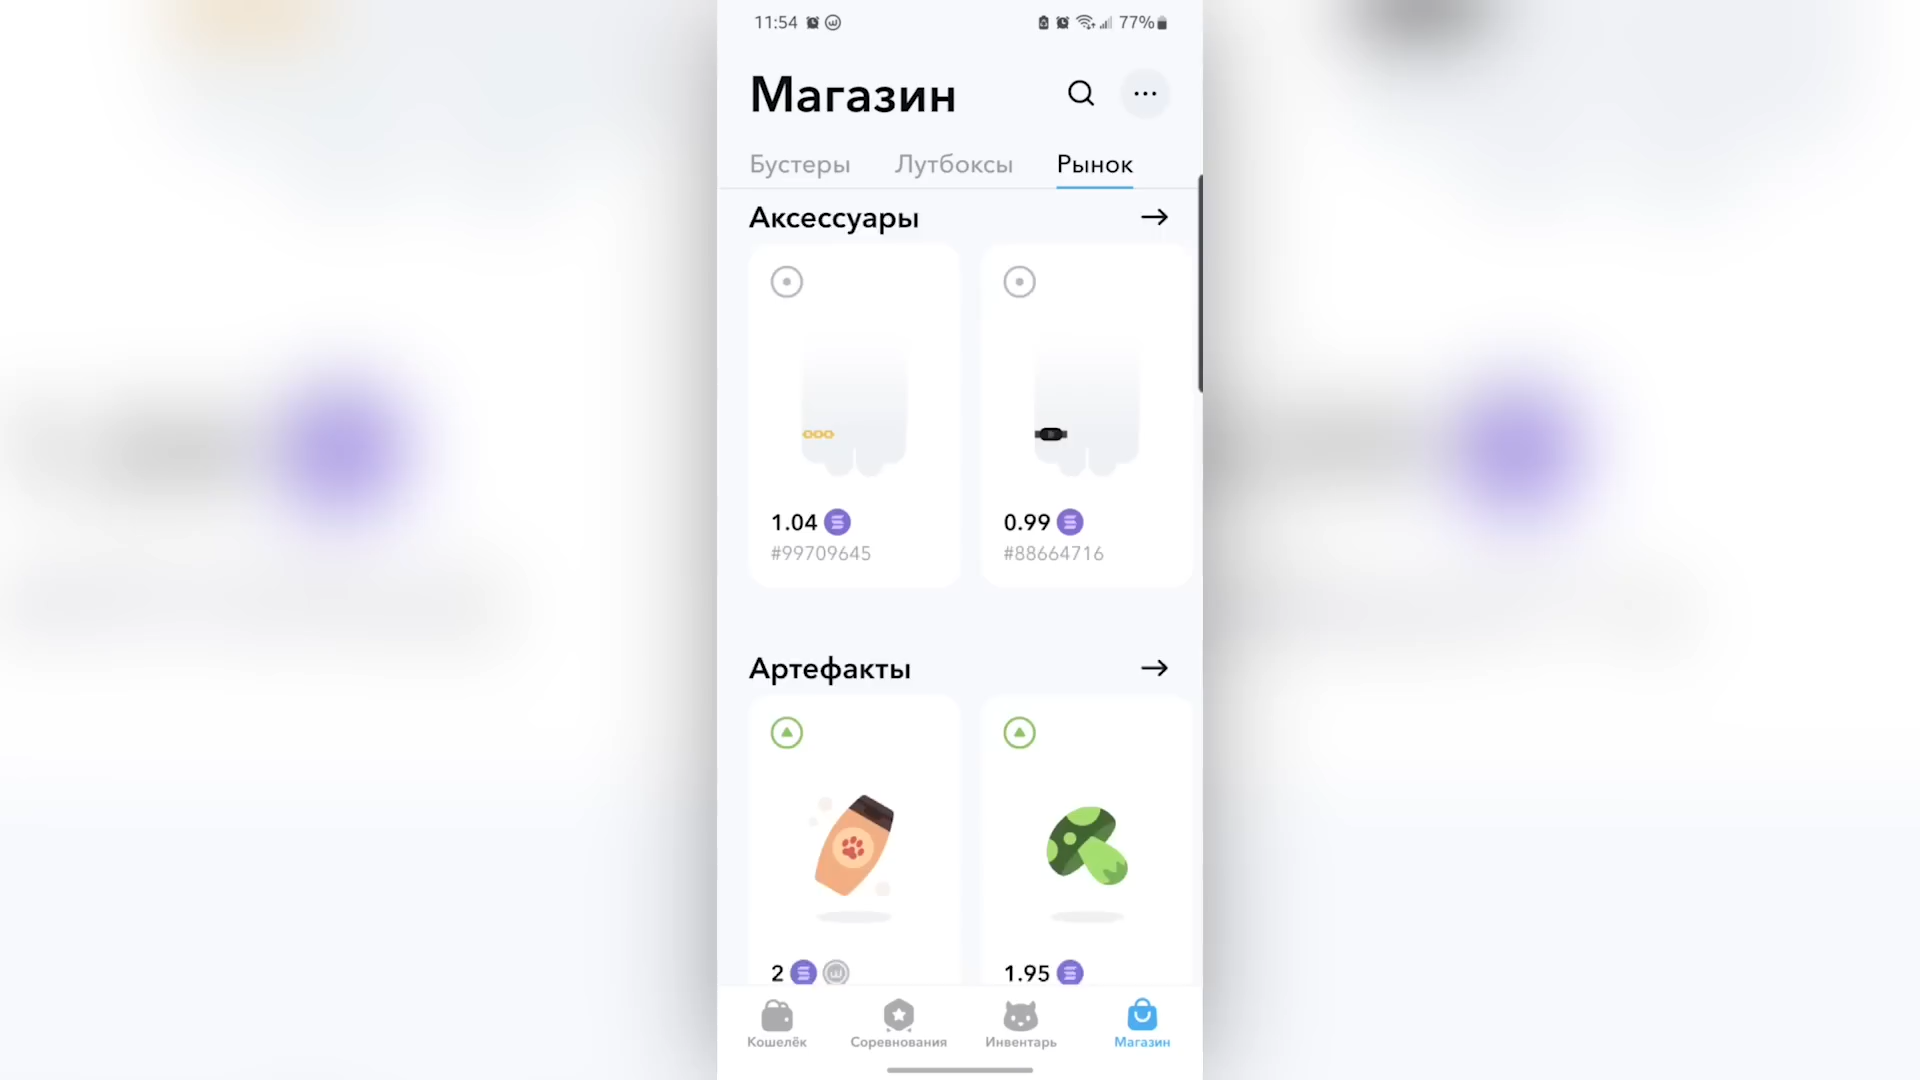 11:54 77%
Магазин
Бустеры Лутбоксы Рынок
Аксессуары
1.04 0.99
#99709645 #88664716
Артефакты
2 1.95
Кошелёк Соревнования Инвентарь Магазин